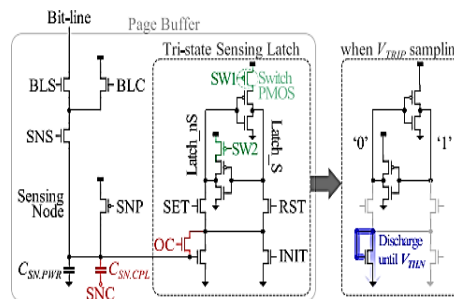 Bit-line
Page Buffer
Tri-state Sensing Latch
when V_TRIP sampling
BLS
BLC
SW1
Switch
PMOS
SNS
Latch_nS
Latch_S
SW2
'0'
'1'
Sensing
Node
SNP
SET
RST
OC
INIT
Discharge
until V_THN
C_SN.PWR
C_SN.CPL
SNC